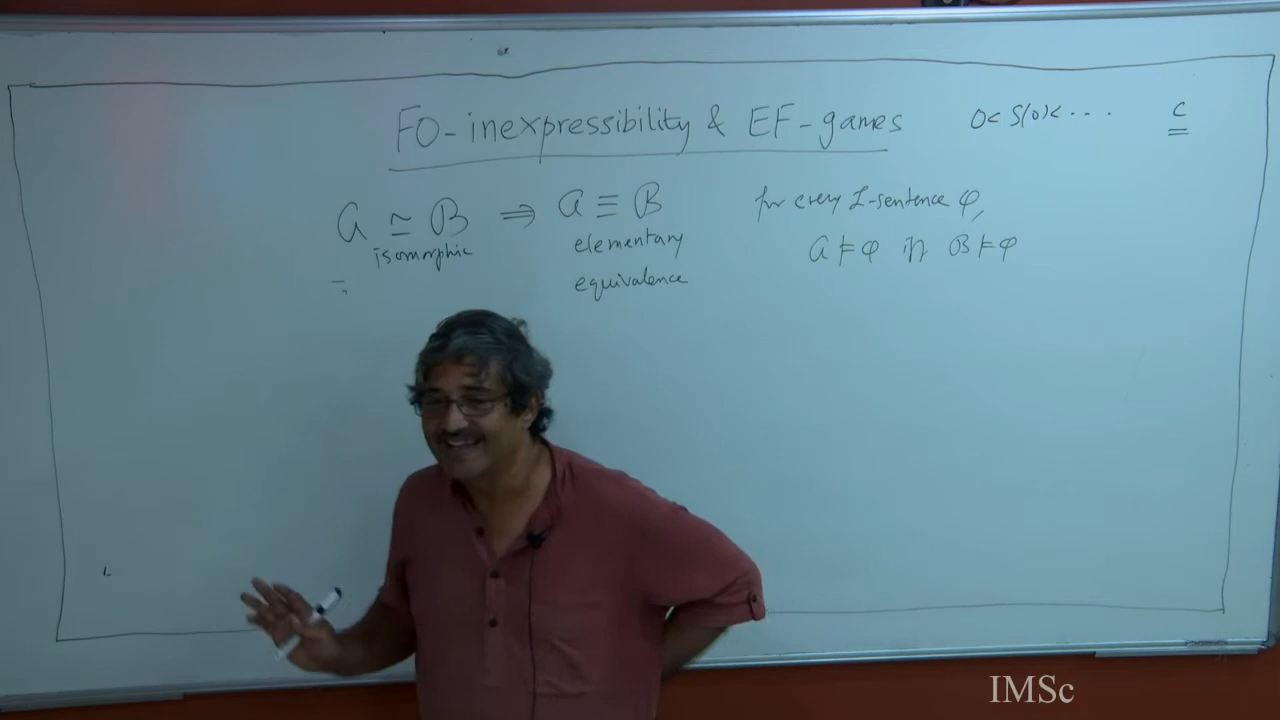 FO-inexpressibility & EF-games 0 < S(0) < .... c
𝒜 ≃ ℬ ⇒ 𝒜 ≡ ℬ for every L-sentence φ,
isomorphic elementary 𝒜 ⊨ φ iff ℬ ⊨ φ
equivalence
IMSc